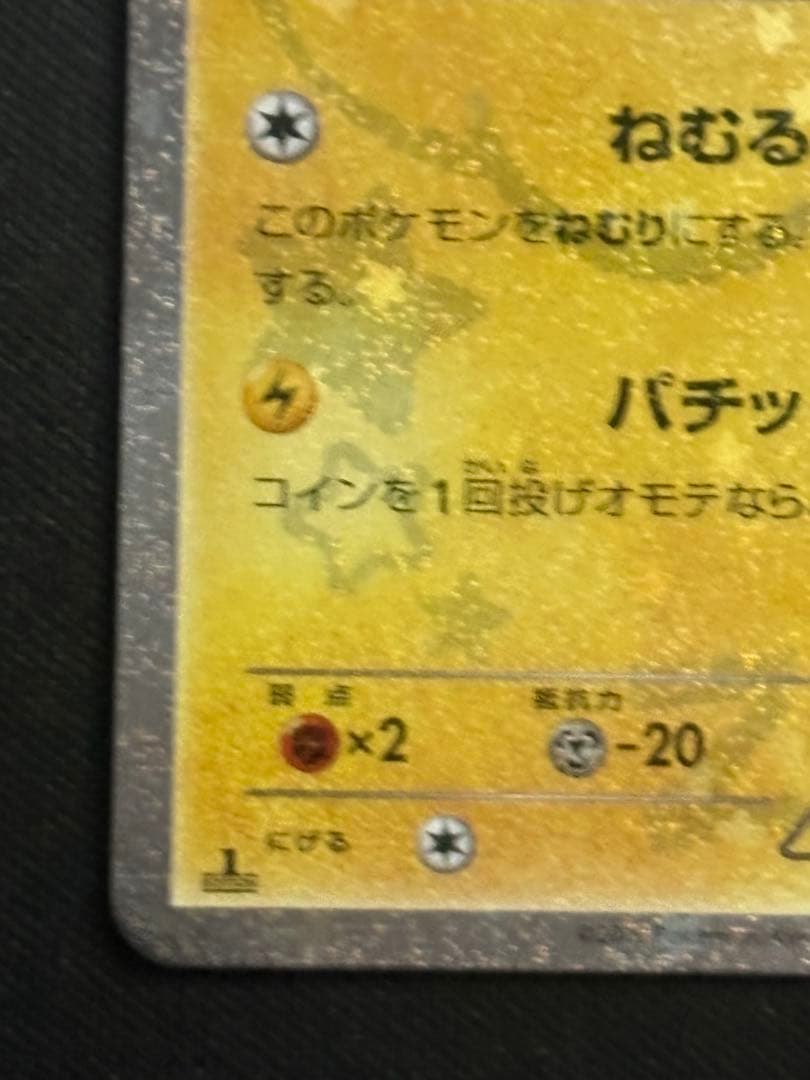 ねむる
このポケモンをねむりにする。
する。
パチッ
コインを1回投げオモテなら
弱点 抵抗力
×2 -20
にげる
1